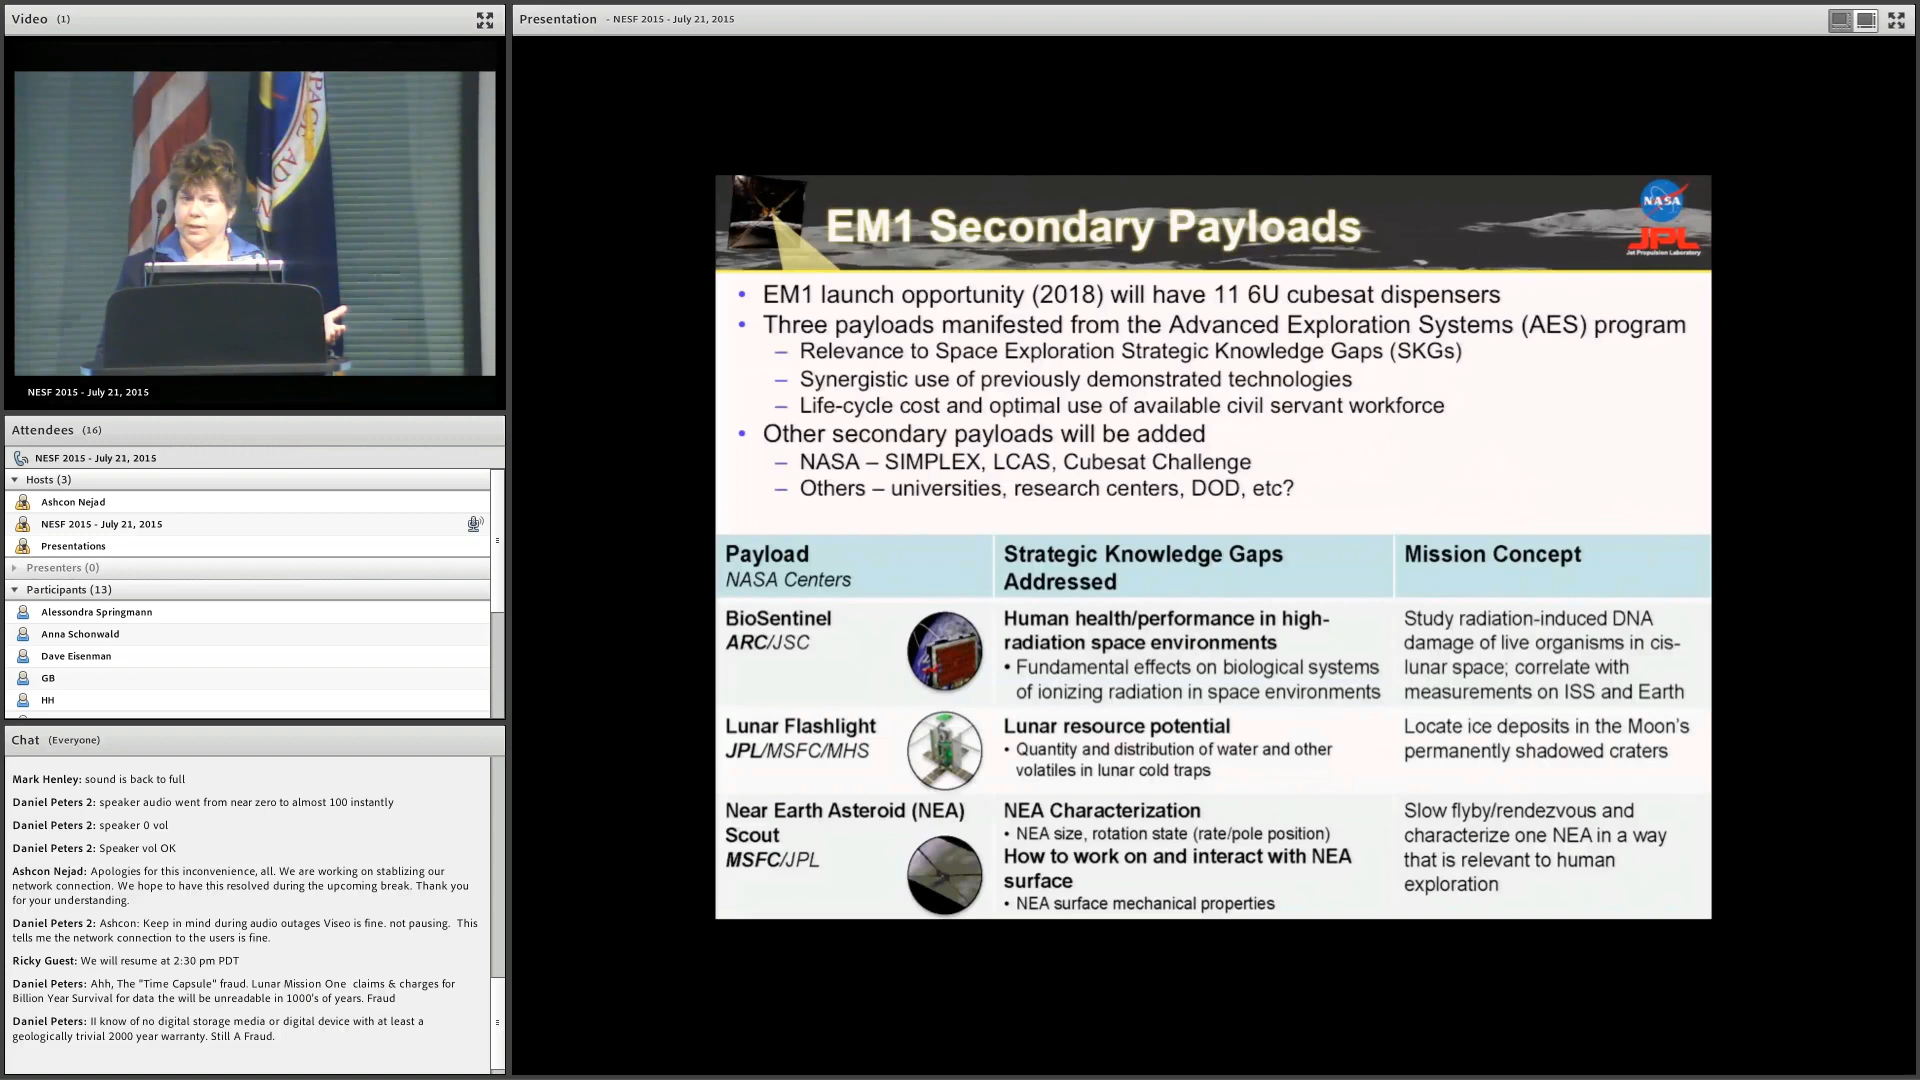 Video (1)
SPACE ADMIN
NESF 2015 - July 21, 2015
Attendees (16)
NESF 2015 - July 21, 2015
Hosts (3)
Ashcon Nejad
NESF 2015 - July 21, 2015
Presentations
Presenters (0)
Participants (13)
Alessondra Springmann
Anna Schonwald
Dave Eisenman
GB
HH
Chat (Everyone)
Mark Henley: sound is back to full
Daniel Peters 2: speaker audio went from near zero to almost 100 instantly
Daniel Peters 2: speaker 0 vol
Daniel Peters 2: Speaker vol OK
Ashcon Nejad: Apologies for this inconvenience, all. We are working on stablizing our
network connection. We hope to have this resolved during the upcoming break. Thank you
for your understanding.
Daniel Peters 2: Ashcon: Keep in mind during audio outages Viseo is fine. not pausing. This
tells me the network connection to the users is fine.
Ricky Guest: We will resume at 2:30 pm PDT
Daniel Peters: Ahh, The "Time Capsule" fraud. Lunar Mission One claims & charges for
Billion Year Survival for data the will be unreadable in 1000's of years. Fraud
Daniel Peters: II know of no digital storage media or digital device with at least a
geologically trivial 2000 year warranty. Still A Fraud.
Presentation - NESF 2015 - July 21, 2015
EM1 Secondary Payloads
NASA
JPL
Jet Propulsion Laboratory
• EM1 launch opportunity (2018) will have 11 6U cubesat dispensers
• Three payloads manifested from the Advanced Exploration Systems (AES) program
– Relevance to Space Exploration Strategic Knowledge Gaps (SKGs)
– Synergistic use of previously demonstrated technologies
– Life-cycle cost and optimal use of available civil servant workforce
• Other secondary payloads will be added
– NASA – SIMPLEX, LCAS, Cubesat Challenge
– Others – universities, research centers, DOD, etc?
Payload
NASA Centers
Strategic Knowledge Gaps
Addressed
Mission Concept
BioSentinel
ARC/JSC
Human health/performance in high-
radiation space environments
• Fundamental effects on biological systems
of ionizing radiation in space environments
Study radiation-induced DNA
damage of live organisms in cis-
lunar space; correlate with
measurements on ISS and Earth
Lunar Flashlight
JPL/MSFC/MHS
Lunar resource potential
• Quantity and distribution of water and other
volatiles in lunar cold traps
Locate ice deposits in the Moon's
permanently shadowed craters
Near Earth Asteroid (NEA)
Scout
MSFC/JPL
NEA Characterization
• NEA size, rotation state (rate/pole position)
How to work on and interact with NEA
surface
• NEA surface mechanical properties
Slow flyby/rendezvous and
characterize one NEA in a way
that is relevant to human
exploration